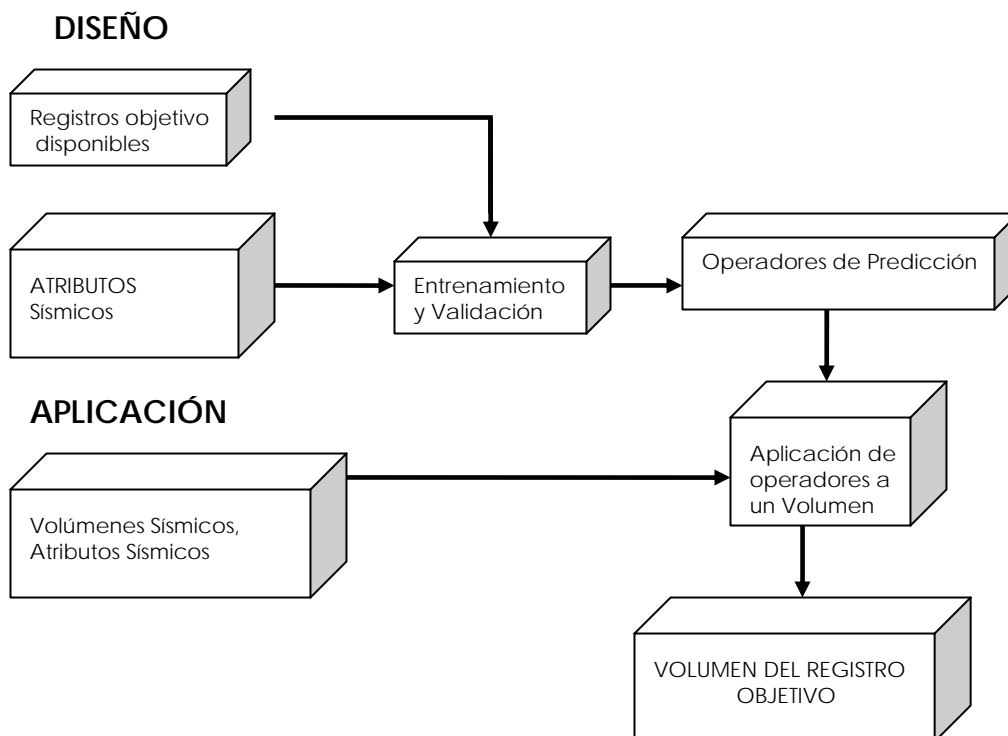 DISEÑO
Registros objetivo
disponibles
ATRIBUTOS
Sísmicos
Entrenamiento
y Validación
Operadores de Predicción
APLICACIÓN
Volúmenes Sísmicos,
Atributos Sísmicos
Aplicación de
operadores a
un Volumen
VOLUMEN DEL REGISTRO
OBJETIVO